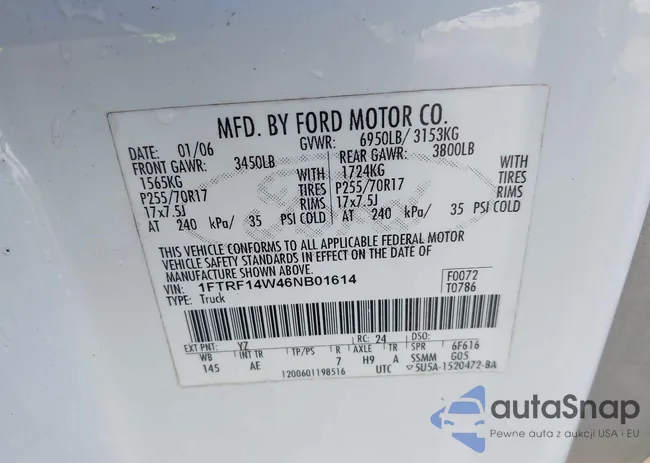 MFD. BY FORD MOTOR CO.
DATE: 01/06 GVWR: 6950LB/ 3153KG
FRONT GAWR: 3450LB REAR GAWR: 3800LB
1565KG WITH 1724KG WITH
P255/70R17 TIRES P255/70R17 TIRES
17x7.5J RIMS 17x7.5J RIMS
AT 240 kPa/ 35 PSI COLD AT 240 kPa/ 35 PSI COLD
THIS VEHICLE CONFORMS TO ALL APPLICABLE FEDERAL MOTOR
VEHICLE SAFETY STANDARDS IN EFFECT ON THE DATE OF
MANUFACTURE SHOWN ABOVE.
VIN: 1FTRF14W46NB01614 F0072
TYPE: Truck T0786
EXT PNT: YZ RC: 24 DSO:
WB INT TR TP/PS R AXLE TR SPR 6F616
145 AE 7 H9 A SSMM G05
1200601198516 UTC ▽5U5A-1520472-BA
autoSnap
Pewne auta z aukcji USA i EU